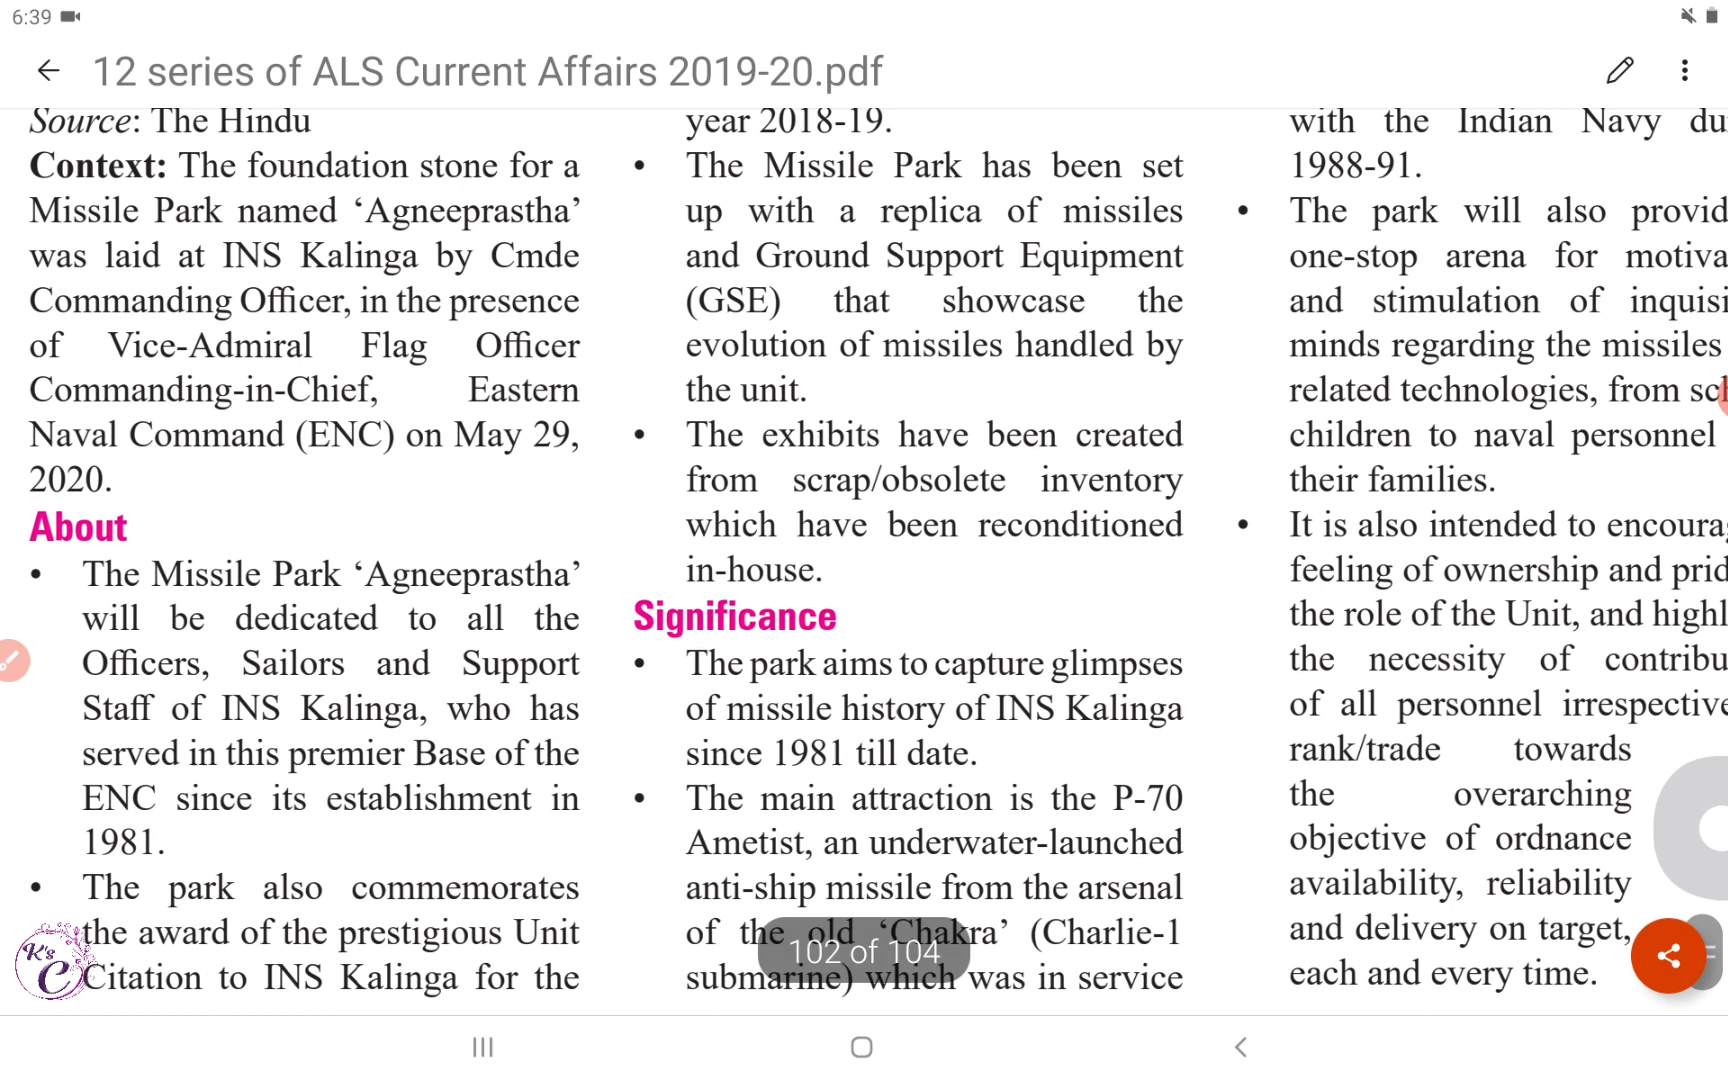 6:39
12 series of ALS Current Affairs 2019-20.pdf
Source: The Hindu
Context: The foundation stone for a
Missile Park named ‘Agneeprastha’
was laid at INS Kalinga by Cmde
Commanding Officer, in the presence
of Vice-Admiral Flag Officer
Commanding-in-Chief, Eastern
Naval Command (ENC) on May 29,
2020.
About
• The Missile Park ‘Agneeprastha’
will be dedicated to all the
Officers, Sailors and Support
Staff of INS Kalinga, who has
served in this premier Base of the
ENC since its establishment in
1981.
• The park also commemorates
the award of the prestigious Unit
Citation to INS Kalinga for the
year 2018-19.
• The Missile Park has been set
up with a replica of missiles
and Ground Support Equipment
(GSE) that showcase the
evolution of missiles handled by
the unit.
• The exhibits have been created
from scrap/obsolete inventory
which have been reconditioned
in-house.
Significance
• The park aims to capture glimpses
of missile history of INS Kalinga
since 1981 till date.
• The main attraction is the P-70
Ametist, an underwater-launched
anti-ship missile from the arsenal
of the old ‘Chakra’ (Charlie-1
submarine) which was in service
with the Indian Navy
1988-91.
• The park will also
one-stop arena for
and stimulation of
minds regarding the missiles
related technologies, from
children to naval personnel
their families.
• It is also intended to
feeling of ownership and
the role of the Unit, and
the necessity of
of all personnel
rank/trade towards
the overarching
objective of ordnance
availability, reliability
and delivery on target,
each and every time.
102 of 104
K's
C